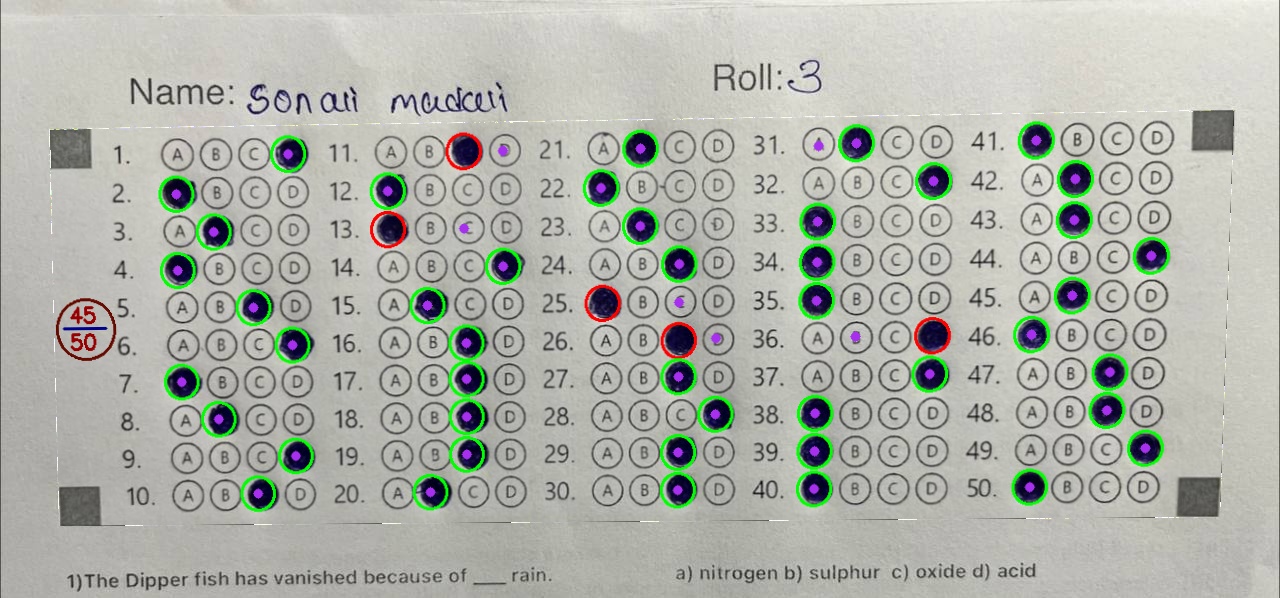 Name: Sonali Roll: 3
1. A B C 11. A B 21. A C D 31. C D 41. B C D
2. B C D 12. B C D 22. B C D 32. A B C 42. A C D
3. A C D 13. B D 23. A C D 33. B C D 43. A C D
4. B C D 14. A B C 24. A B D 34. B C D 44. A B C
5. A B D 15. A C D 25. B D 35. B C D 45. A C D
45
50
6. A B C 16. A B D 26. A B 36. A C 46. B C D
7. B C D 17. A B D 27. A B D 37. A B C 47. A B D
8. A C D 18. A B D 28. A B C 38. B C D 48. A B D
9. A B C 19. A B D 29. A B D 39. B C D 49. A B C
10. A B D 20. A C D 30. A B D 40. B C D 50. B C D
1)The Dipper fish has vanished because of ___ rain. a) nitrogen b) sulphur c) oxide d) acid